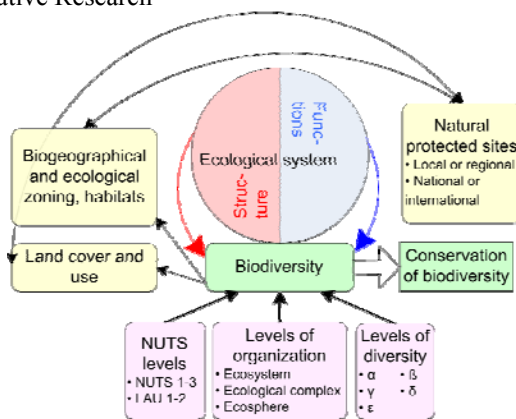 ative Research
Func-
tions
Ecological system
Struc-
ture
Biogeographical
and ecological
zoning, habitats
Natural
protected sites
• Local or regional
• National or
international
Land cover and
use
Biodiversity
Conservation
of biodiversity
NUTS
levels
• NUTS 1-3
• LAU 1-2
Levels of
organization
• Ecosystem
• Ecological complex
• Ecosphere
Levels of
diversity
• α • ß
• γ • δ
• ε